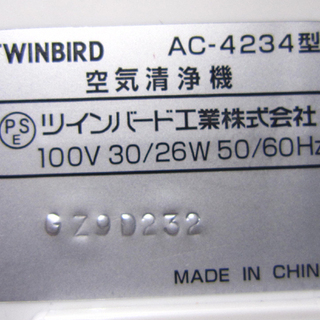 TWINBIRD AC-4234型
空気清浄機
PSE ツインバード工業株式会社
100V 30/26W 50/60Hz
GZ9D232
MADE IN CHINA